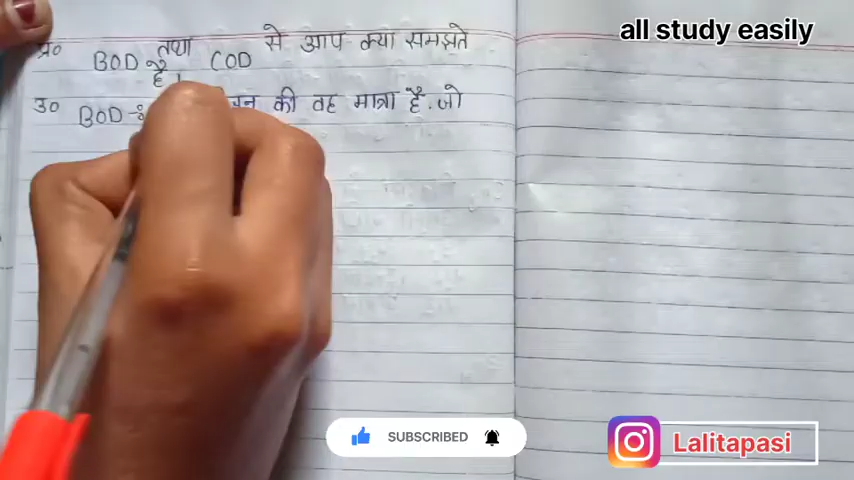 all study easily
प्र० BOD तथा COD से आप क्या समझते
है।
उ० BOD-ः की वह मात्रा है. जो
SUBSCRIBED
Lalitapasi